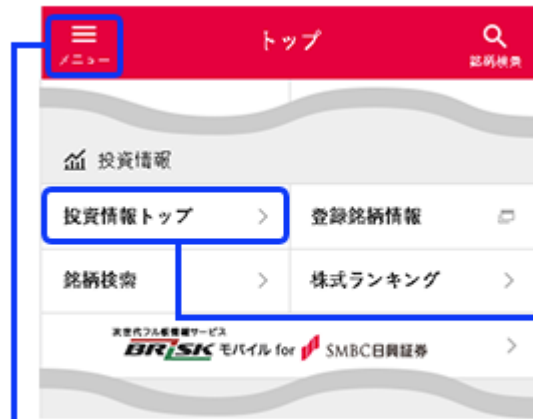 メニュー
トップ
銘柄検索
投資情報
投資情報トップ
登録銘柄情報
銘柄検索
株式ランキング
次世代フル板情報サービス
BRiSK モバイル for SMBC日興証券